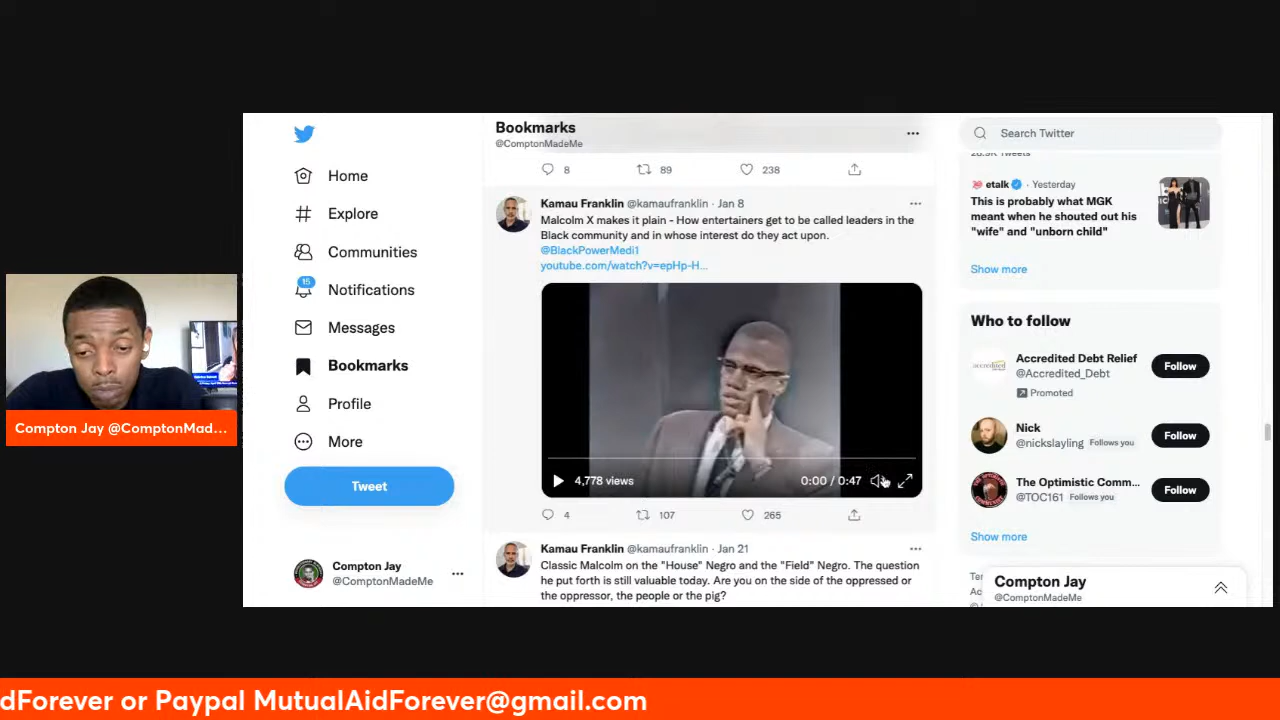 Home
Explore
Communities
15
Notifications
Messages
Bookmarks
Profile
More
Tweet
Compton Jay
@ComptonMadeMe
Bookmarks
@ComptonMadeMe
8 89 238
Kamau Franklin @kamaufranklin · Jan 8
Malcolm X makes it plain - How entertainers get to be called leaders in the
Black community and in whose interest do they act upon.
@BlackPowerMedi1
youtube.com/watch?v=epHp-H...
4,778 views 0:00 / 0:47
4 107 265
Kamau Franklin @kamaufranklin · Jan 21
Classic Malcolm on the "House" Negro and the "Field" Negro. The question
he put forth is still valuable today. Are you on the side of the oppressed or
the oppressor, the people or the pig?
Search Twitter
Tweets
etalk · Yesterday
This is probably what MGK
meant when he shouted out his
"wife" and "unborn child"
Show more
Who to follow
Accredited Debt Relief
@Accredited_Debt
Promoted
Follow
Nick
@nickslayling Follows you
Follow
The Optimistic Comm...
@TOC161 Follows you
Follow
Show more
Compton Jay
@ComptonMadeMe
Compton Jay @ComptonMad...
dForever or Paypal MutualAidForever@gmail.com